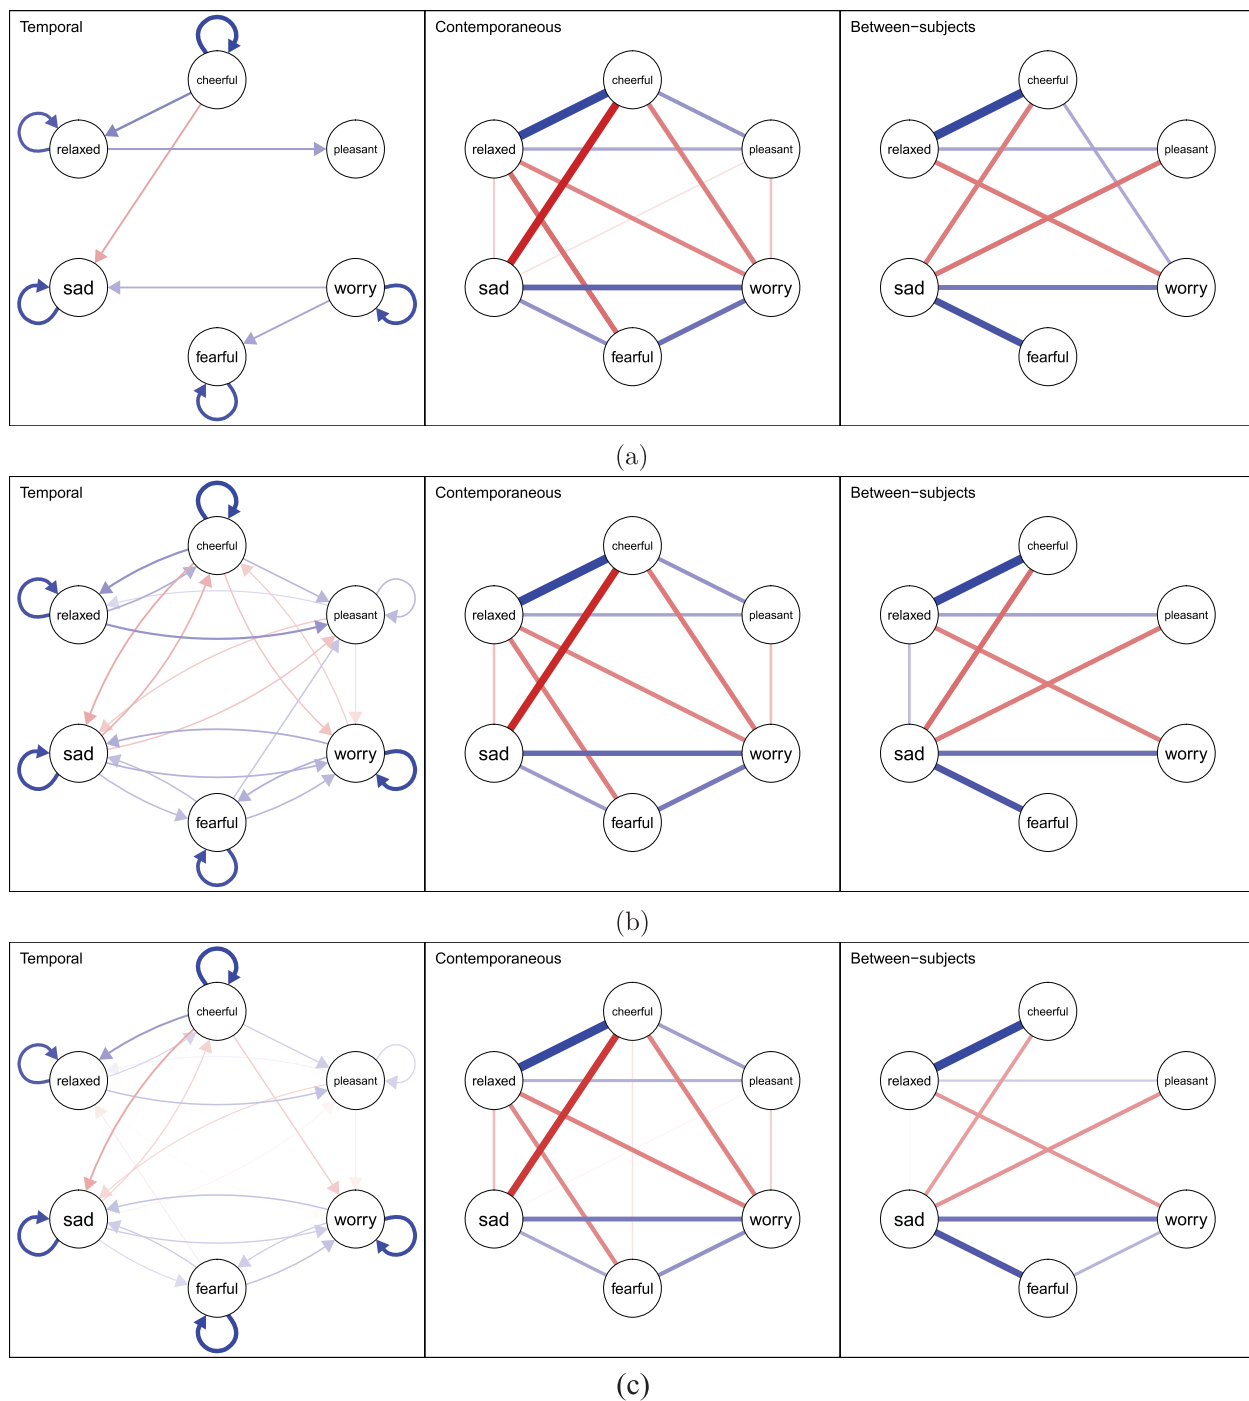 Temporal
Contemporaneous
Between−subjects
cheerful
cheerful
cheerful
relaxed
pleasant
relaxed
pleasant
relaxed
pleasant
sad
worry
sad
worry
sad
worry
fearful
fearful
fearful
(a)
Temporal
Contemporaneous
Between−subjects
cheerful
cheerful
cheerful
relaxed
pleasant
relaxed
pleasant
relaxed
pleasant
sad
worry
sad
worry
sad
worry
fearful
fearful
fearful
(b)
Temporal
Contemporaneous
Between−subjects
cheerful
cheerful
cheerful
relaxed
pleasant
relaxed
pleasant
relaxed
pleasant
sad
worry
sad
worry
sad
worry
fearful
fearful
fearful
(c)